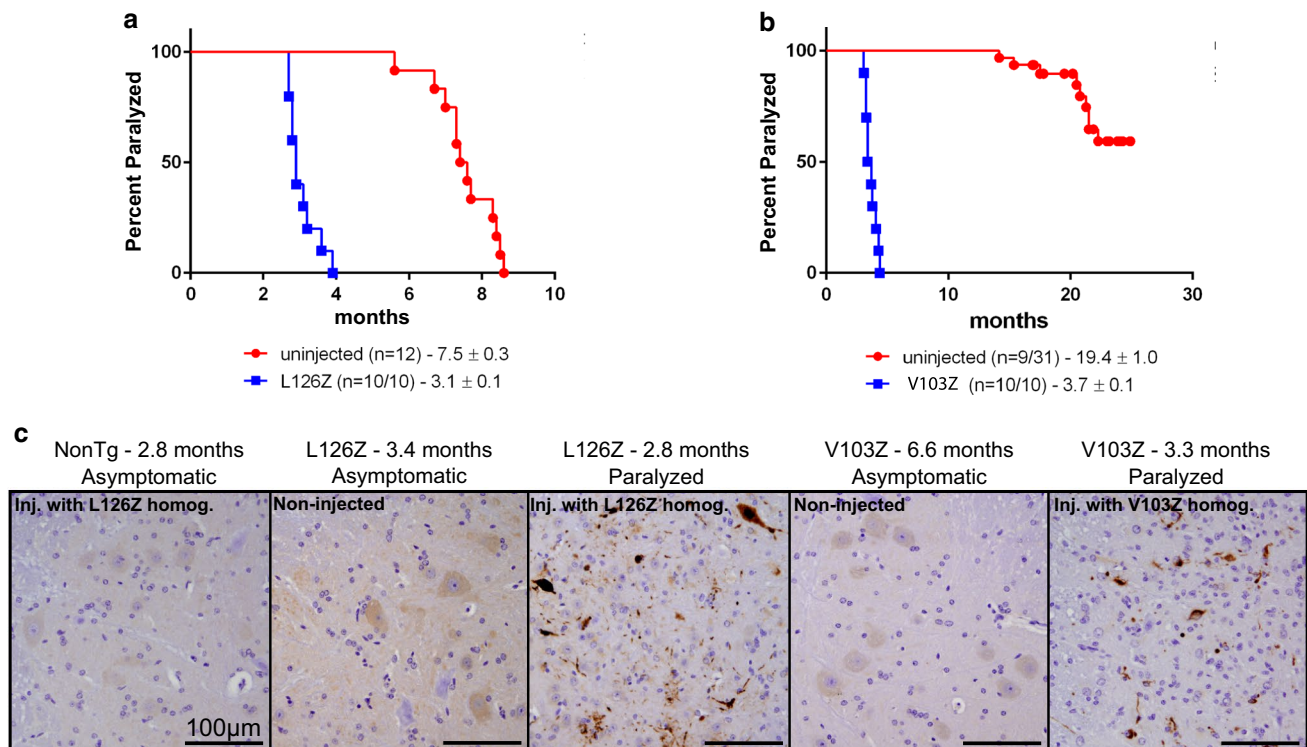 a
Percent Paralyzed
100
50
0
0 2 4 6 8 10
months
uninjected (n=12) - 7.5 ± 0.3
L126Z (n=10/10) - 3.1 ± 0.1
b
Percent Paralyzed
100
50
0
0 10 20 30
months
uninjected (n=9/31) - 19.4 ± 1.0
V103Z (n=10/10) - 3.7 ± 0.1
c
NonTg - 2.8 months
Asymptomatic
Inj. with L126Z homog.
100µm
L126Z - 3.4 months
Asymptomatic
Non-injected
L126Z - 2.8 months
Paralyzed
Inj. with L126Z homog.
V103Z - 6.6 months
Asymptomatic
Non-injected
V103Z - 3.3 months
Paralyzed
Inj. with V103Z homog.